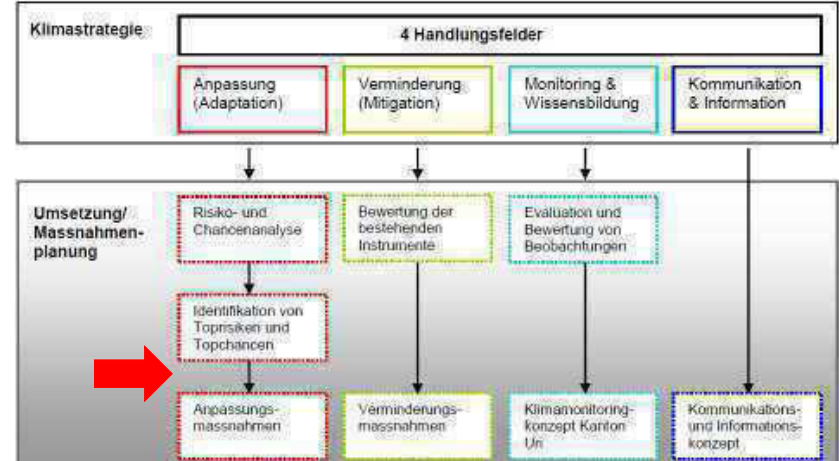 Klimastrategie
4 Handlungsfelder
Anpassung
(Adaptation)
Verminderung
(Mitigation)
Monitoring &
Wissensbildung
Kommunikation
& Information
Umsetzung/
Massnahmen-
planung
Risiko- und
Chancenanalyse
Bewertung der
bestehenden
Instrumente
Evaluation und
Bewertung von
Beobachtungen
Identifikation von
Toprisiken und
Topchancen
Anpassungs-
massnahmen
Verminderungs-
massnahmen
Klimamonitoring-
konzept Kanton
Uri
Kommunikations-
und Informations-
konzept